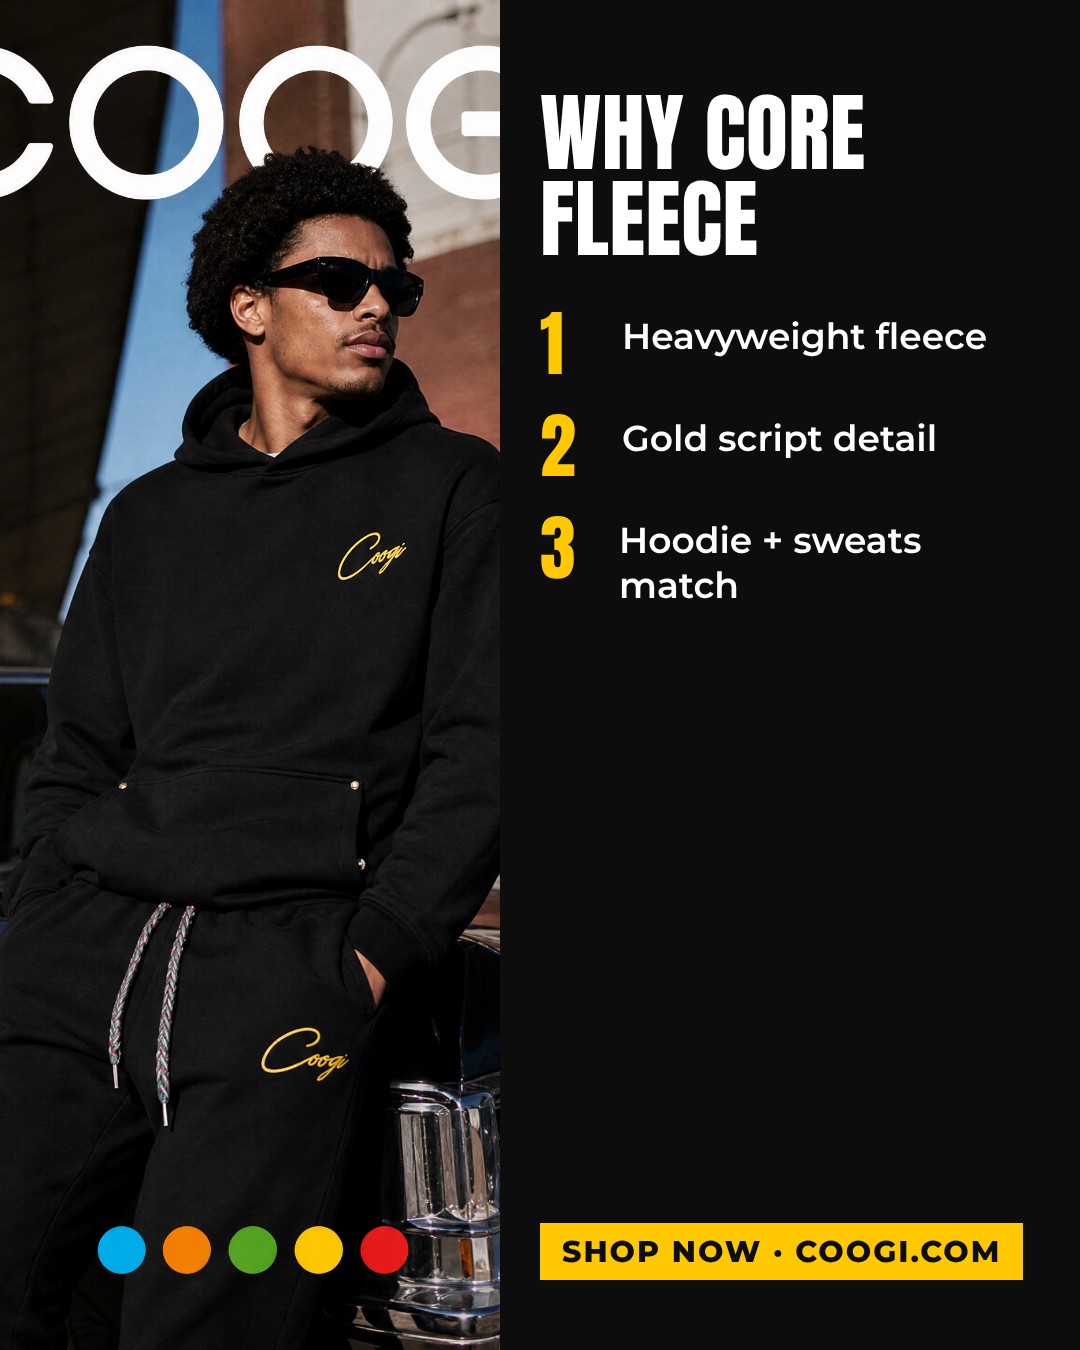 COOG
Coogi
Coogi
WHY CORE
FLEECE
1 Heavyweight fleece
2 Gold script detail
3 Hoodie + sweats
match
SHOP NOW · COOGI.COM